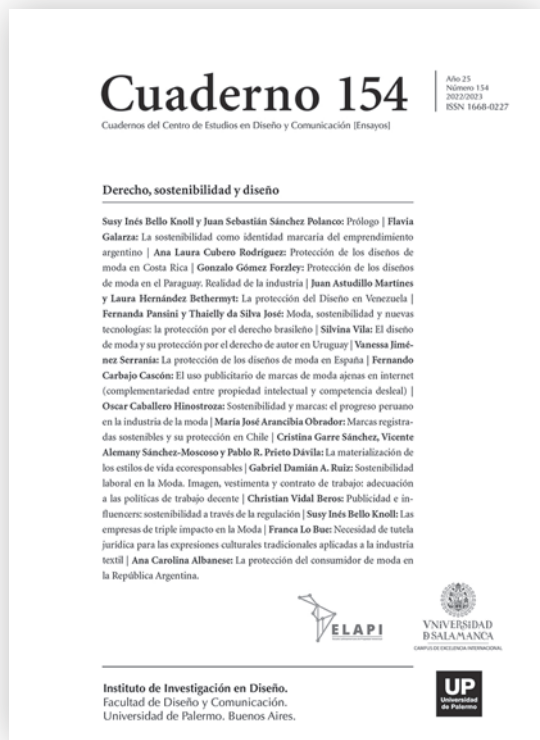 Cuaderno 154
Año 25
Número 154
2022/2023
ISSN 1668-0227
Cuadernos del Centro de Estudios en Diseño y Comunicación [Ensayos]
Derecho, sostenibilidad y diseño
Susy Inés Bello Knoll y Juan Sebastián Sánchez Polanco: Prólogo | Flavia
Galarza: La sostenibilidad como identidad marcaria del emprendimiento
argentino | Ana Laura Cubero Rodríguez: Protección de los diseños de
moda en Costa Rica | Gonzalo Gómez Forzley: Protección de los diseños
de moda en el Paraguay. Realidad de la industria | Juan Astudillo Martínes
y Laura Hernández Bethermyt: La protección del Diseño en Venezuela |
Fernanda Pansini y Thaielly da Silva José: Moda, sostenibilidad y nuevas
tecnologías: la protección por el derecho brasileño | Silvina Vila: El diseño
de moda y su protección por el derecho de autor en Uruguay | Vanessa Jimé-
nez Serranía: La protección de los diseños de moda en España | Fernando
Carbajo Cascón: El uso publicitario de marcas de moda ajenas en internet
(complementariedad entre propiedad intelectual y competencia desleal) |
Oscar Caballero Hinostroza: Sostenibilidad y marcas: el progreso peruano
en la industria de la moda | María José Arancibia Obrador: Marcas registra-
das sostenibles y su protección en Chile | Cristina Garre Sánchez, Vicente
Alemany Sánchez-Moscoso y Pablo R. Prieto Dávila: La materialización de
los estilos de vida ecoresponsables | Gabriel Damián A. Ruiz: Sostenibilidad
laboral en la Moda. Imagen, vestimenta y contrato de trabajo: adecuación
a las políticas de trabajo decente | Christian Vidal Beros: Publicidad e in-
fluencers: sostenibilidad a través de la regulación | Susy Inés Bello Knoll: Las
empresas de triple impacto en la Moda | Franca Lo Bue: Necesidad de tutela
jurídica para las expresiones culturales tradicionales aplicadas a la industria
textil | Ana Carolina Albanese: La protección del consumidor de moda en
la República Argentina.
ELAPI
VNIVERSIDAD
D SALAMANCA
CAMPUS DE EXCELENCIA INTERNACIONAL
Instituto de Investigación en Diseño.
Facultad de Diseño y Comunicación.
Universidad de Palermo. Buenos Aires.
UP
Universidad
de Palermo